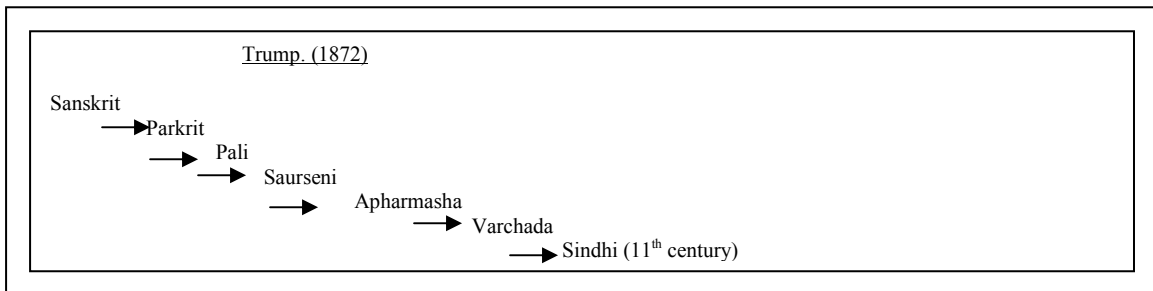 Trump. (1872)
Sanskrit
Parkrit
Pali
Saurseni
Apharmasha
Varchada
Sindhi (11th century)